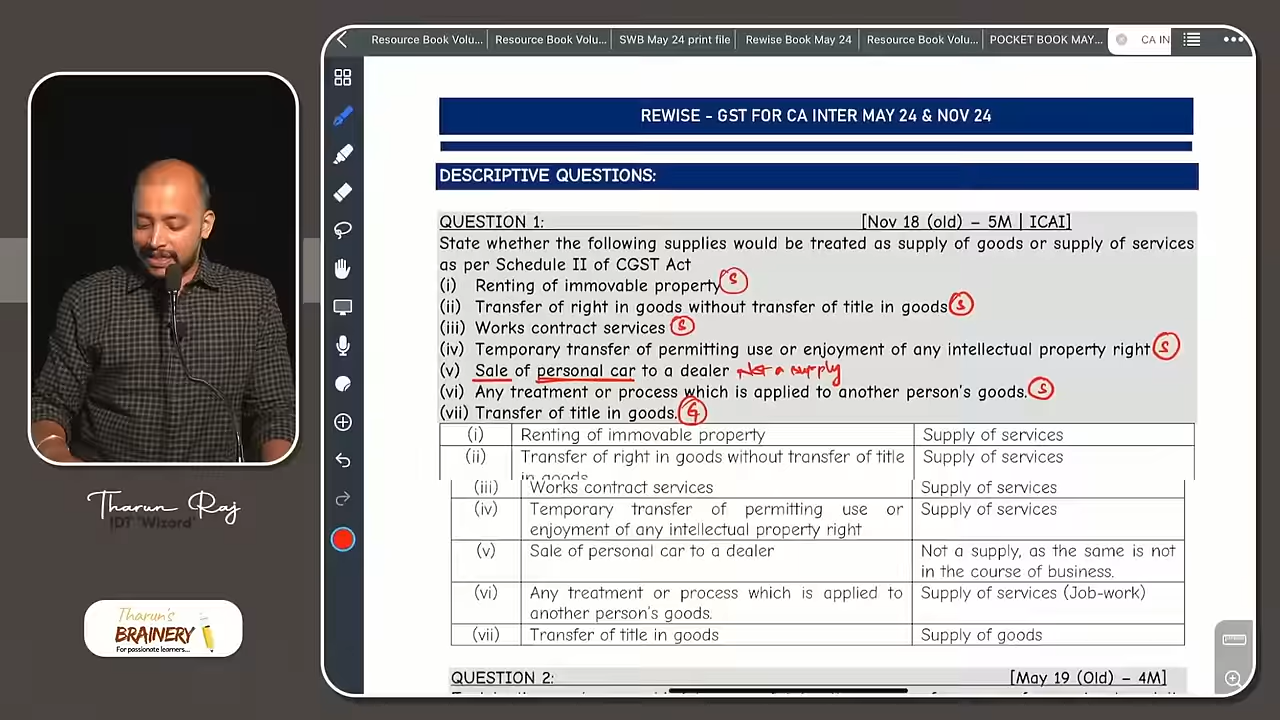 Resource Book Volu...
Resource Book Volu...
SWB May 24 print file
Rewise Book May 24
Resource Book Volu...
POCKET BOOK MAY...
CA IN
REWISE - GST FOR CA INTER MAY 24 & NOV 24
DESCRIPTIVE QUESTIONS:
QUESTION 1: [Nov 18 (old) – 5M | ICAI]
State whether the following supplies would be treated as supply of goods or supply of services
as per Schedule II of CGST Act
(i) Renting of immovable property S
(ii) Transfer of right in goods without transfer of title in goods S
(iii) Works contract services S
(iv) Temporary transfer of permitting use or enjoyment of any intellectual property right S
(v) Sale of personal car to a dealer Not a supply
(vi) Any treatment or process which is applied to another person's goods. S
(vii) Transfer of title in goods. G
(i) Renting of immovable property Supply of services
(ii) Transfer of right in goods without transfer of title Supply of services
in goods
(iii) Works contract services Supply of services
(iv) Temporary transfer of permitting use or Supply of services
enjoyment of any intellectual property right
(v) Sale of personal car to a dealer Not a supply, as the same is not
in the course of business.
(vi) Any treatment or process which is applied to Supply of services (Job-work)
another person's goods.
(vii) Transfer of title in goods Supply of goods
QUESTION 2: [May 19 (Old) – 4M]
Tharun Raj
IDT 'Wizard'
Tharun's
BRAINERY
For passionate learners...